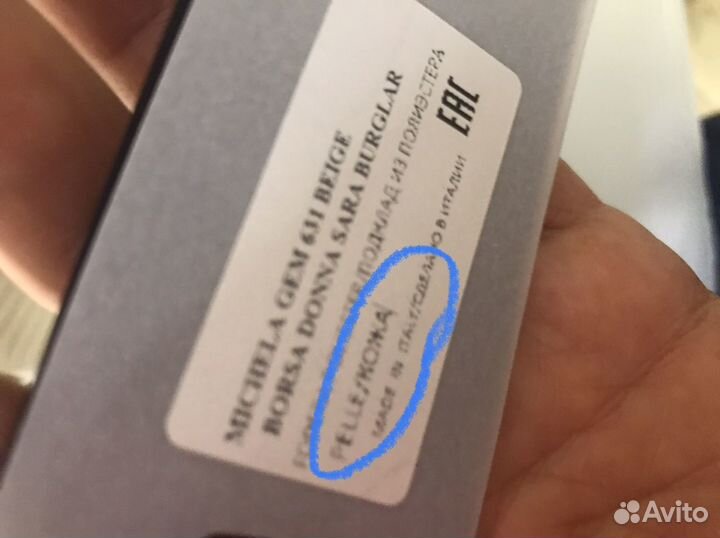 MICHELA GEM 631 BEIGE
BORSA DONNA SARA BURGLAR
ПОДКЛАД ИЗ ПОЛИЭСТЕРА
PELLE/КОЖА
MADE IN ITALY/СДЕЛАНО В ИТАЛИИ
EAC
Avito